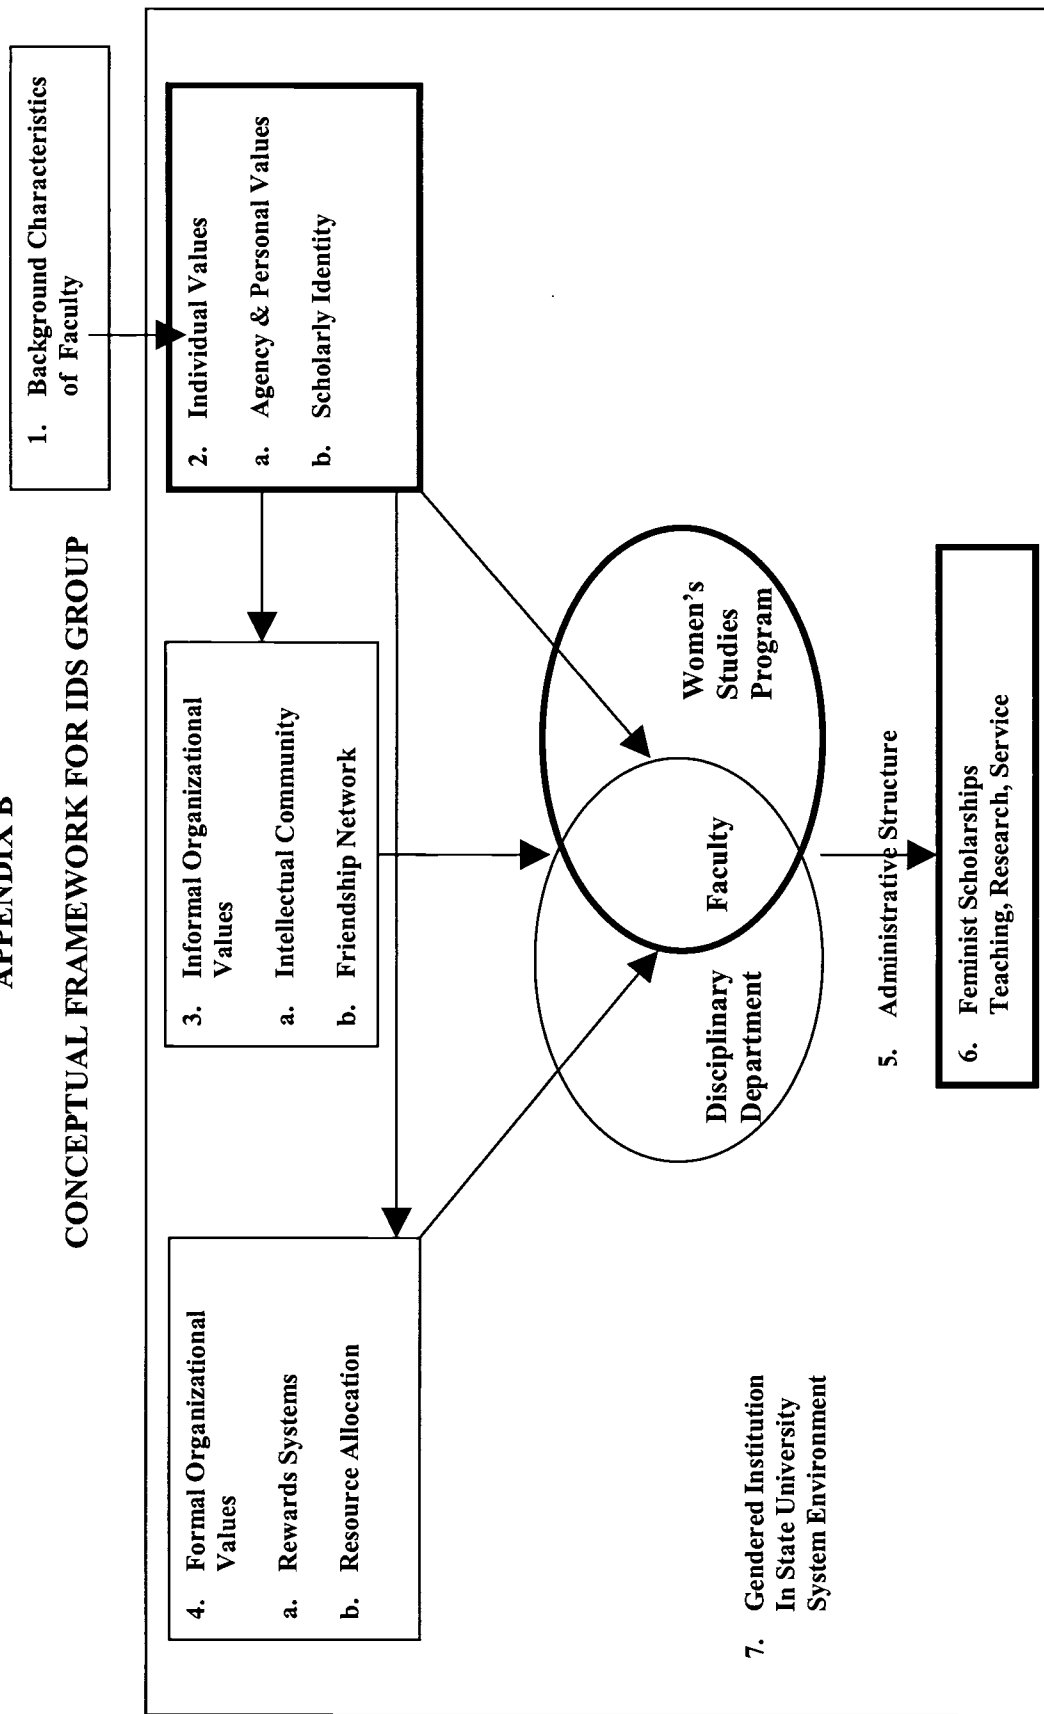 APPENDIX B
CONCEPTUAL FRAMEWORK FOR IDS GROUP
1. Background Characteristics
of Faculty
4. Formal Organizational
Values
a. Rewards Systems
b. Resource Allocation
3. Informal Organizational
Values
a. Intellectual Community
b. Friendship Network
2. Individual Values
a. Agency & Personal Values
b. Scholarly Identity
Disciplinary
Department
Faculty
Women's
Studies
Program
7. Gendered Institution
In State University
System Environment
5. Administrative Structure
6. Feminist Scholarships
Teaching, Research, Service